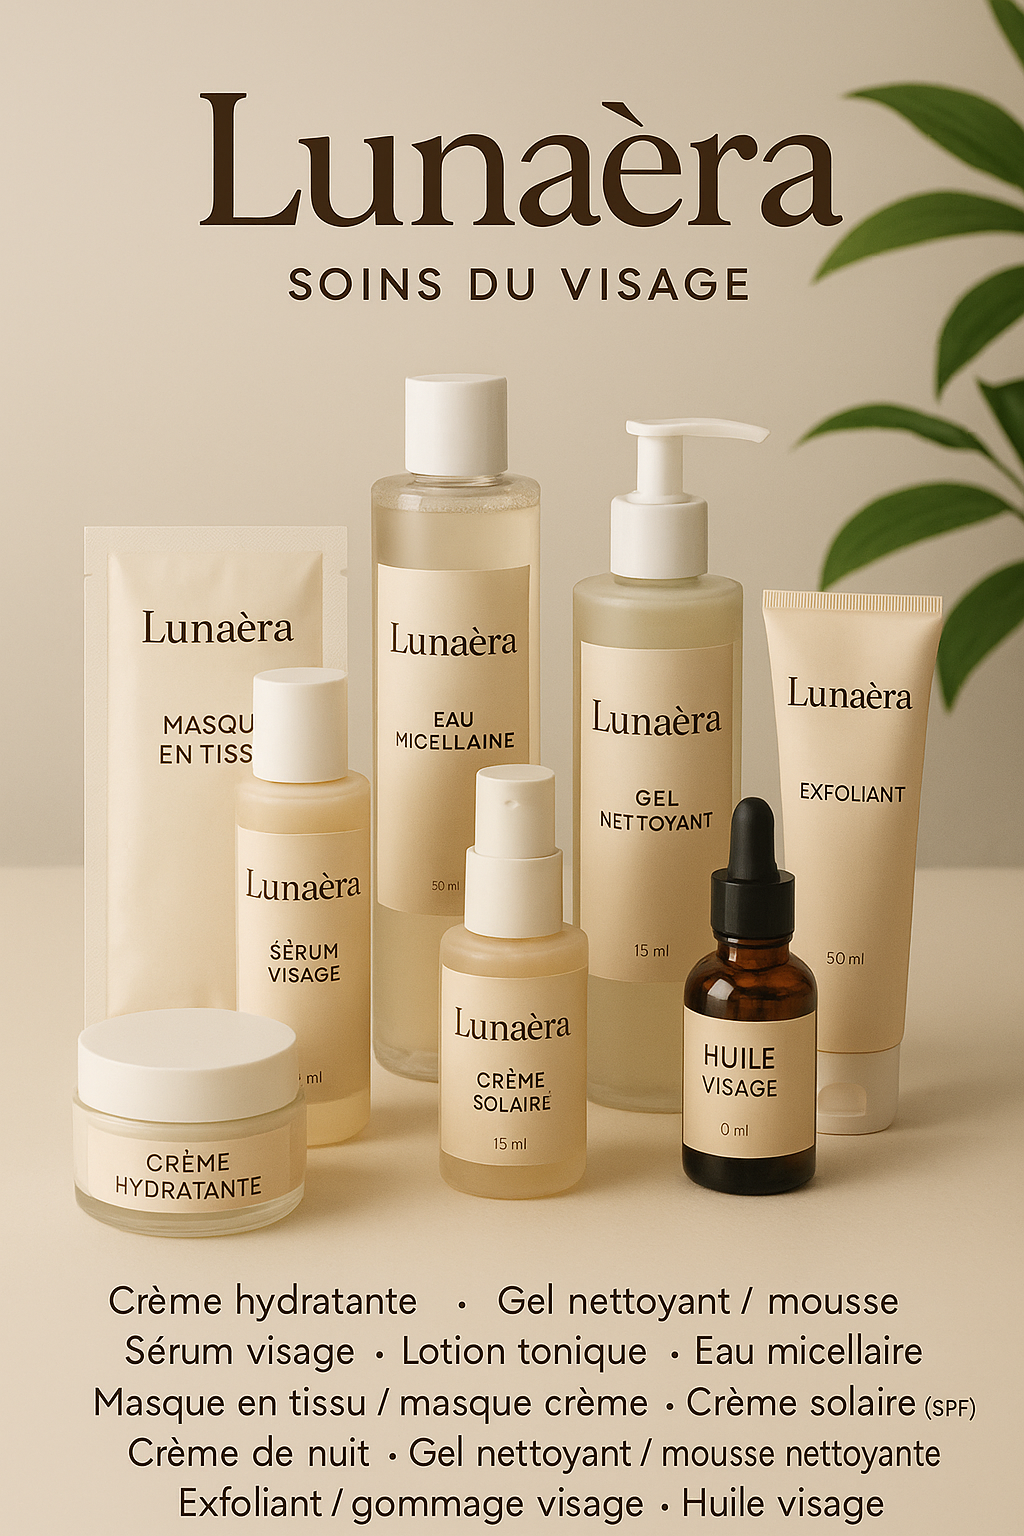 Lunaèra
SOINS DU VISAGE
Lunaèra
EN
Lunaèra
EAU
MICELLAINE
50 ml
Lunaèra
GEL
NETTOYANT
15 ml
Lunaèra
EXFOLIANT
50 ml
Lunaèra
SÈRUM
VISAGE
ml
Lunaèra
CRÈME
SOLAIRE
15 ml
HUILE
VISAGE
0 ml
CRÈME
HYDRATANTE
Crème hydratante • Gel nettoyant / mousse
Sérum visage • Lotion tonique • Eau micellaire
Masque en tissu / masque crème • Crème solaire (SPF)
Crème de nuit • Gel nettoyant / mousse nettoyante
Exfoliant / gommage visage • Huile visage